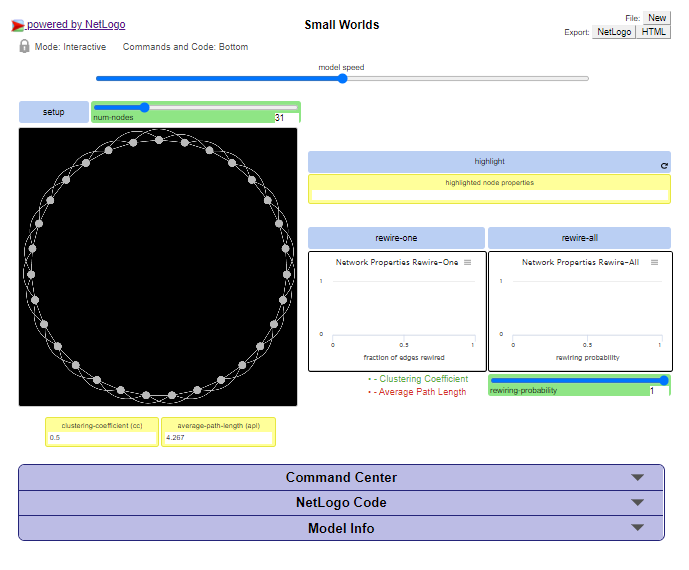 powered by NetLogo
Small Worlds
File: New
Export: NetLogo HTML
Mode: Interactive
Commands and Code: Bottom
model speed
setup
num-nodes
31
highlight
highlighted node properties
rewire-one
rewire-all
Network Properties Rewire-One
1
0
0
0.5
1
fraction of edges rewired
Network Properties Rewire-All
1
0
0
0.5
1
rewiring probability
- Clustering Coefficient
- Average Path Length
rewiring-probability
1
clustering-coefficient (cc)
0.5
average-path-length (apl)
4.267
Command Center
NetLogo Code
Model Info